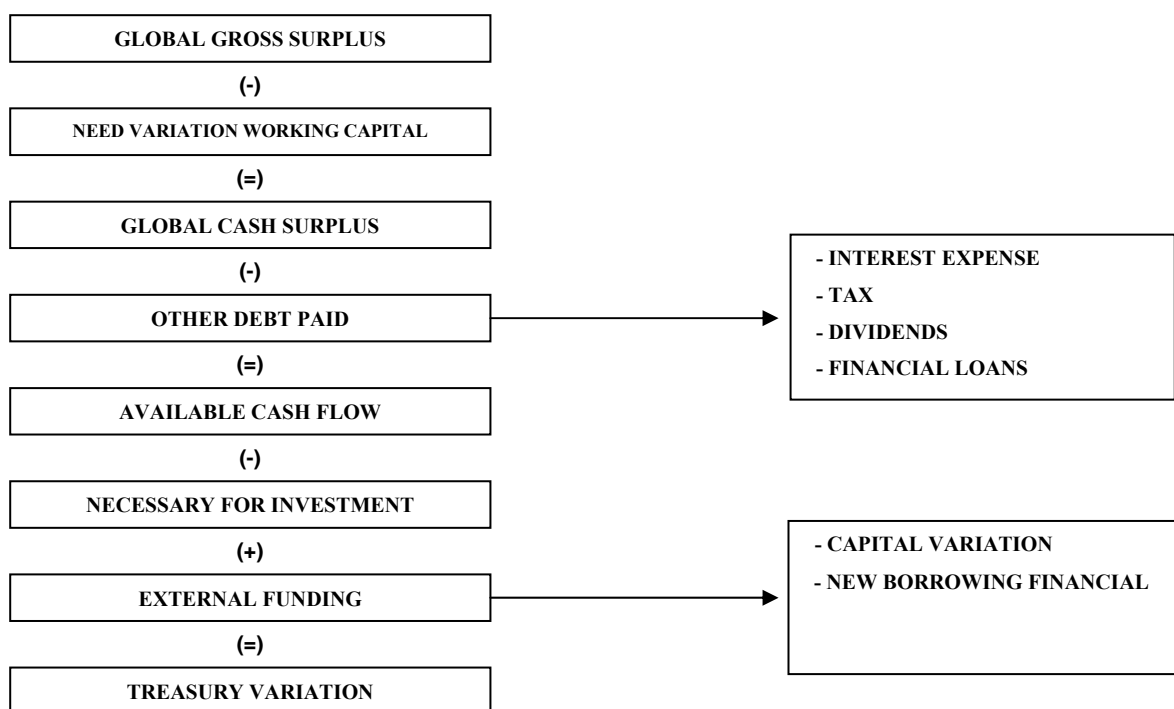 GLOBAL GROSS SURPLUS
(-)
NEED VARIATION WORKING CAPITAL
(=)
GLOBAL CASH SURPLUS
(-)
OTHER DEBT PAID
- INTEREST EXPENSE
- TAX
- DIVIDENDS
- FINANCIAL LOANS
(=)
AVAILABLE CASH FLOW
(-)
NECESSARY FOR INVESTMENT
(+)
EXTERNAL FUNDING
- CAPITAL VARIATION
- NEW BORROWING FINANCIAL
(=)
TREASURY VARIATION